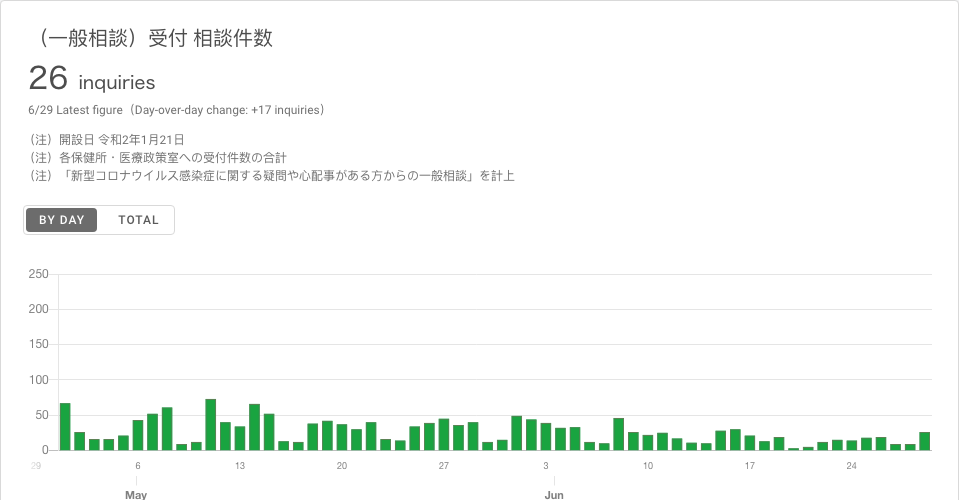 （一般相談）受付 相談件数
26 inquiries
6/29 Latest figure（Day-over-day change: +17 inquiries）
（注）開設日 令和2年1月21日
（注）各保健所・医療政策室への受付件数の合計
（注）「新型コロナウイルス感染症に関する疑問や心配事がある方からの一般相談」を計上
BY DAY TOTAL
250
200
150
100
50
0
29 6 13 20 27 3 10 17 24
May Jun